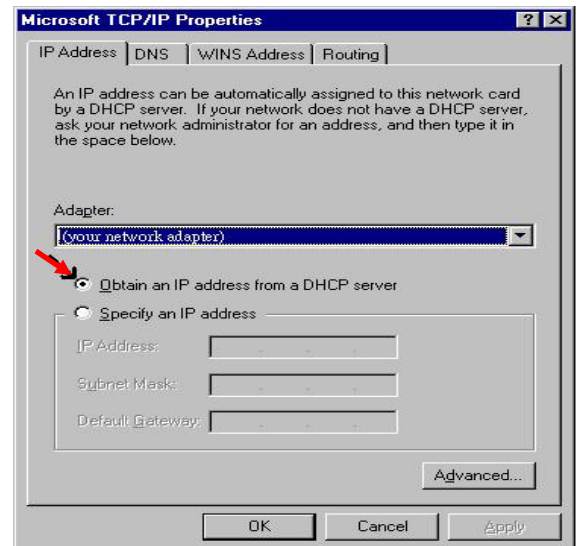 Microsoft TCP/IP Properties
IP Address DNS WINS Address Routing
An IP address can be automatically assigned to this network card
by a DHCP server. If your network does not have a DHCP server,
ask your network administrator for an address, and then type it in
the space below.
Adapter:
(your network adapter)
Obtain an IP address from a DHCP server
Specify an IP address
IP Address:
Subnet Mask:
Default Gateway:
Advanced...
OK Cancel Apply